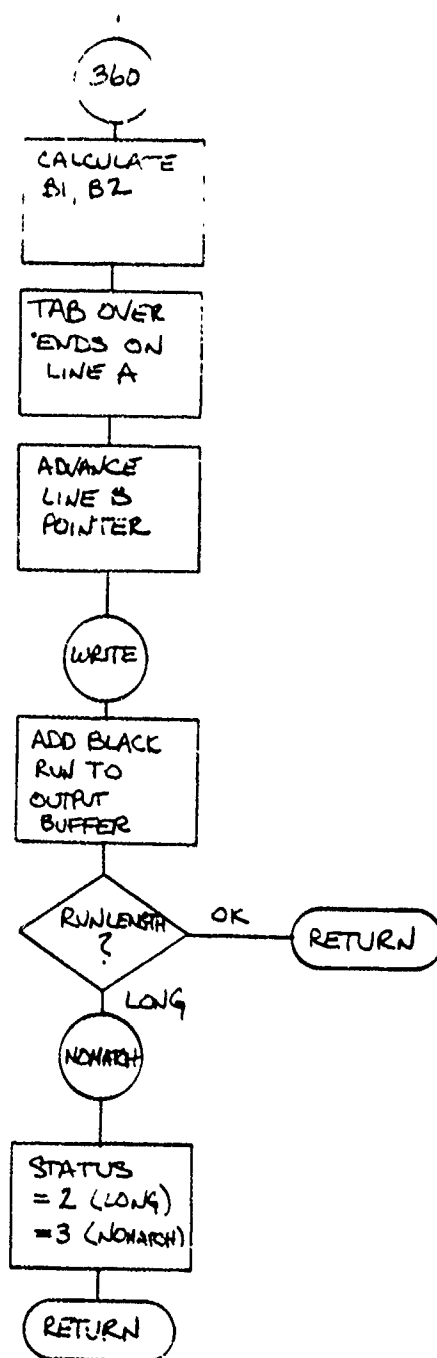 360
CALCULATE
B1, B2
TAB OVER
ENDS ON
LINE A
ADVANCE
LINE B
POINTER
WRITE
ADD BLACK
RUN TO
OUTPUT
BUFFER
RUNLENGTH
?
OK
RETURN
LONG
NOMATCH
STATUS
= 2 (LONG)
= 3 (NOMATCH)
RETURN